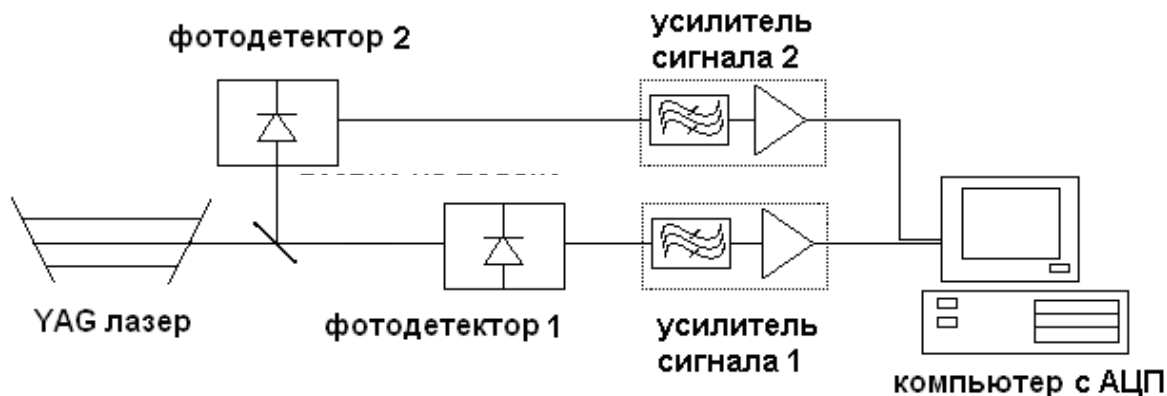 фотодетектор 2
усилитель
сигнала 2
YAG лазер
фотодетектор 1
усилитель
сигнала 1
компьютер с АЦП